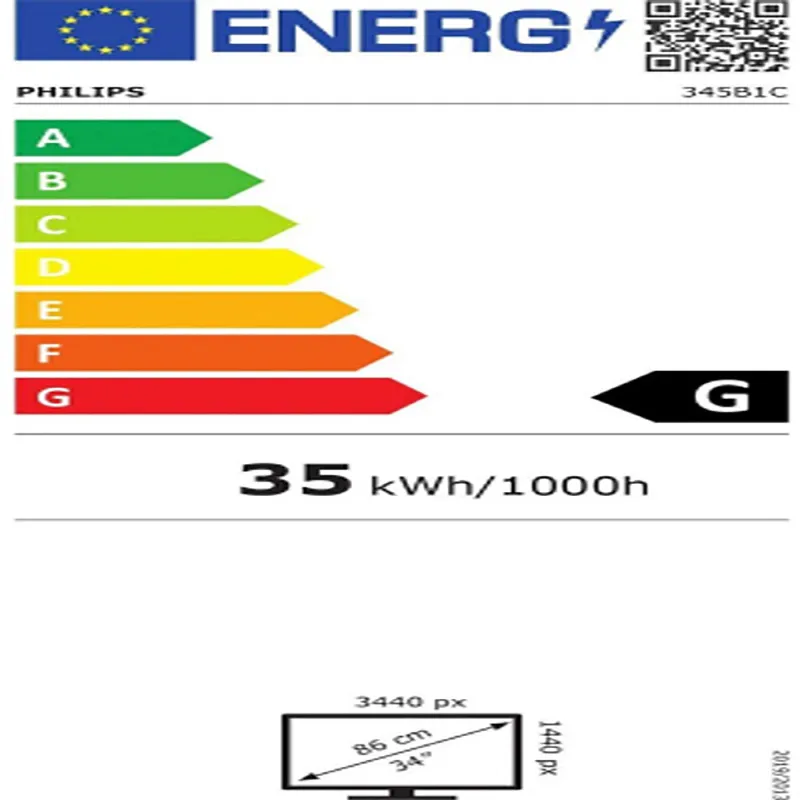 ENERG
PHILIPS 345B1C
A
B
C
D
E
F
G
G
35 kWh/1000h
3440 px
86 cm
34"
1440 px
2019/2013